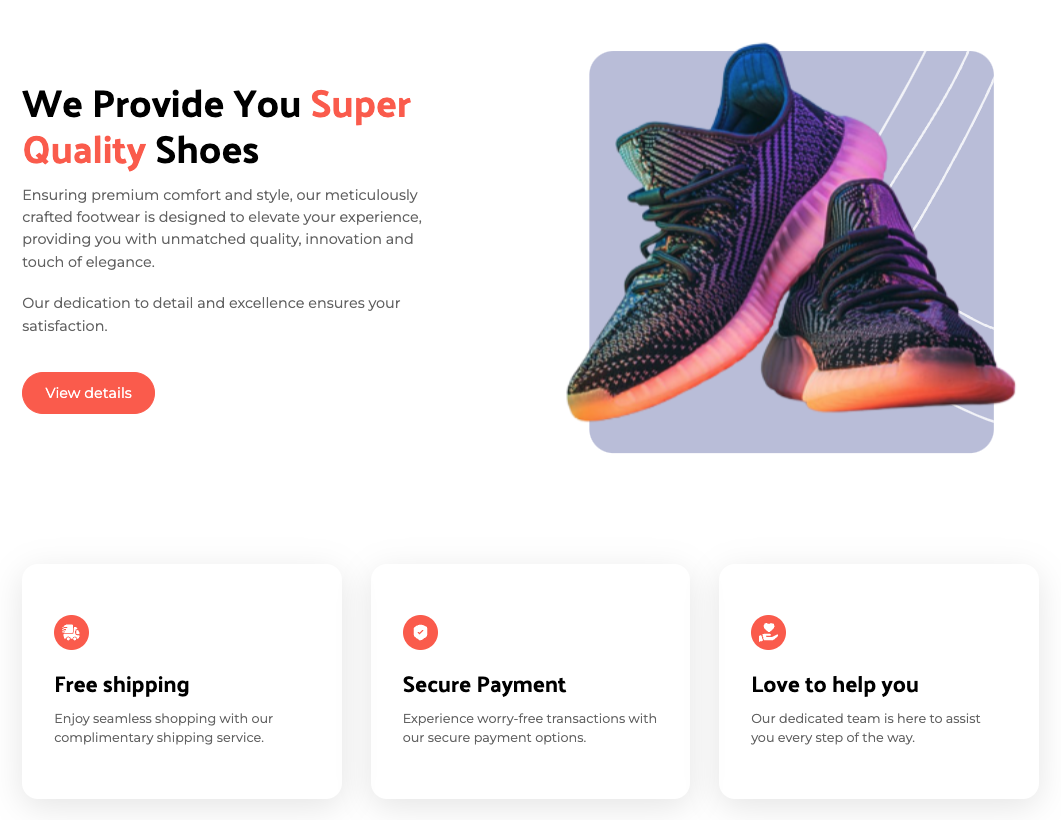 We Provide You Super
Quality Shoes
Ensuring premium comfort and style, our meticulously
crafted footwear is designed to elevate your experience,
providing you with unmatched quality, innovation and
touch of elegance.
Our dedication to detail and excellence ensures your
satisfaction.
View details
Free shipping
Enjoy seamless shopping with our
complimentary shipping service.
Secure Payment
Experience worry-free transactions with
our secure payment options.
Love to help you
Our dedicated team is here to assist
you every step of the way.